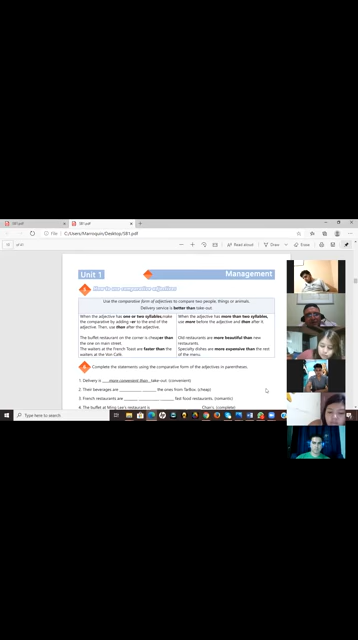 SB1.pdf
SB1.pdf
File
C:/Users/Marroquin/Desktop/SB1.pdf
of 41
Read aloud
Draw
Erase
Unit 1
Management
How to use comparative adjectives
Use the comparative form of adjectives to compare two people, things or animals.
Delivery service is better than take-out
When the adjective has one or two syllables make
the comparative by adding -er to the end of the
adjective. Then, use than after the adjective.
The buffet restaurant on the corner is cheaper than
the one on main street.
The waiters at the French Toast are faster than the
waiters at the Von Café.
When the adjective has more than two syllables,
use more before the adjective and than after it.
Old restaurants are more beautiful than new
restaurants.
Specialty dishes are more expensive than the rest
of the menu.
Complete the statements using the comparative form of the adjectives in parentheses.
1. Delivery is more convenient than take-out. (convenient)
2. Their beverages are the ones from TarBox. (cheap)
3. French restaurants are fast food restaurants. (romantic)
4. The buffet at Ming Lee's restaurant is Chan's. (complete)
Type here to search